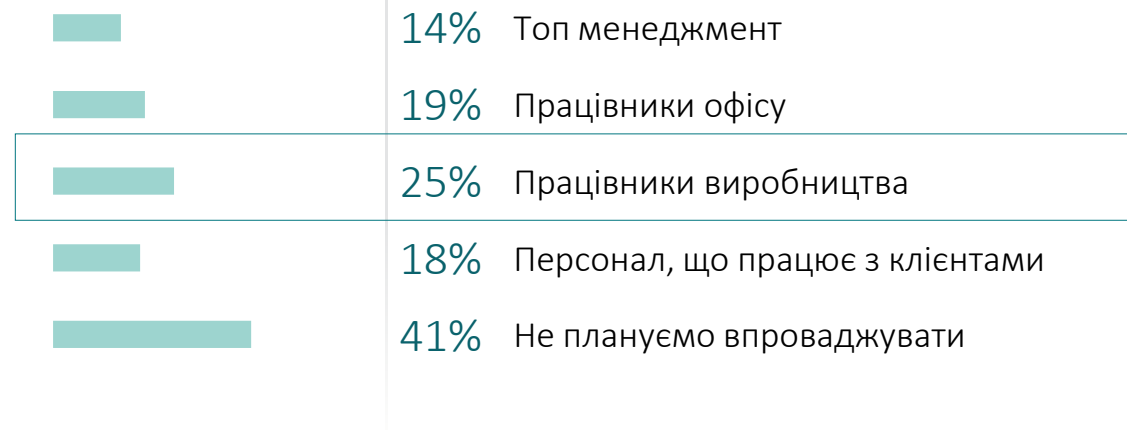 14% Топ менеджмент
19% Працівники офісу
25% Працівники виробництва
18% Персонал, що працює з клієнтами
41% Не плануємо впроваджувати